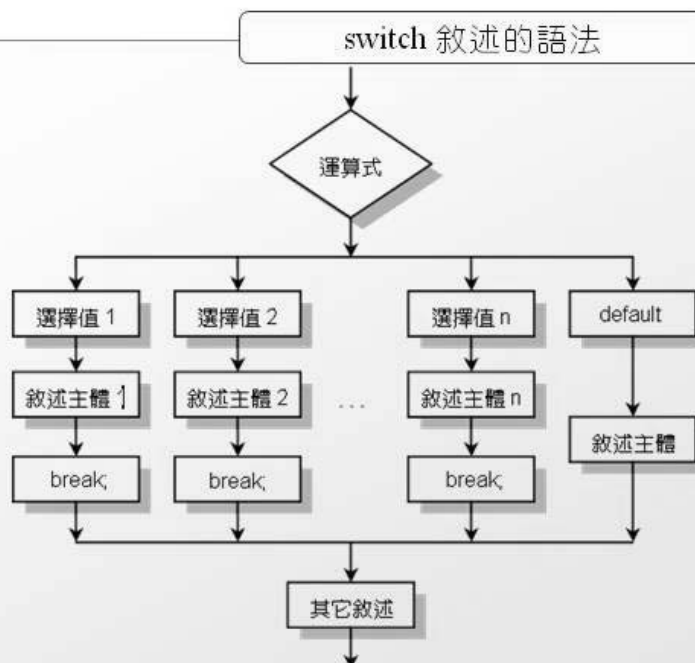 switch 敘述的語法
運算式
選擇值 1
選擇值 2
選擇值 n
default
敘述主體 1
敘述主體 2
...
敘述主體 n
敘述主體
break;
break;
break;
其它敘述